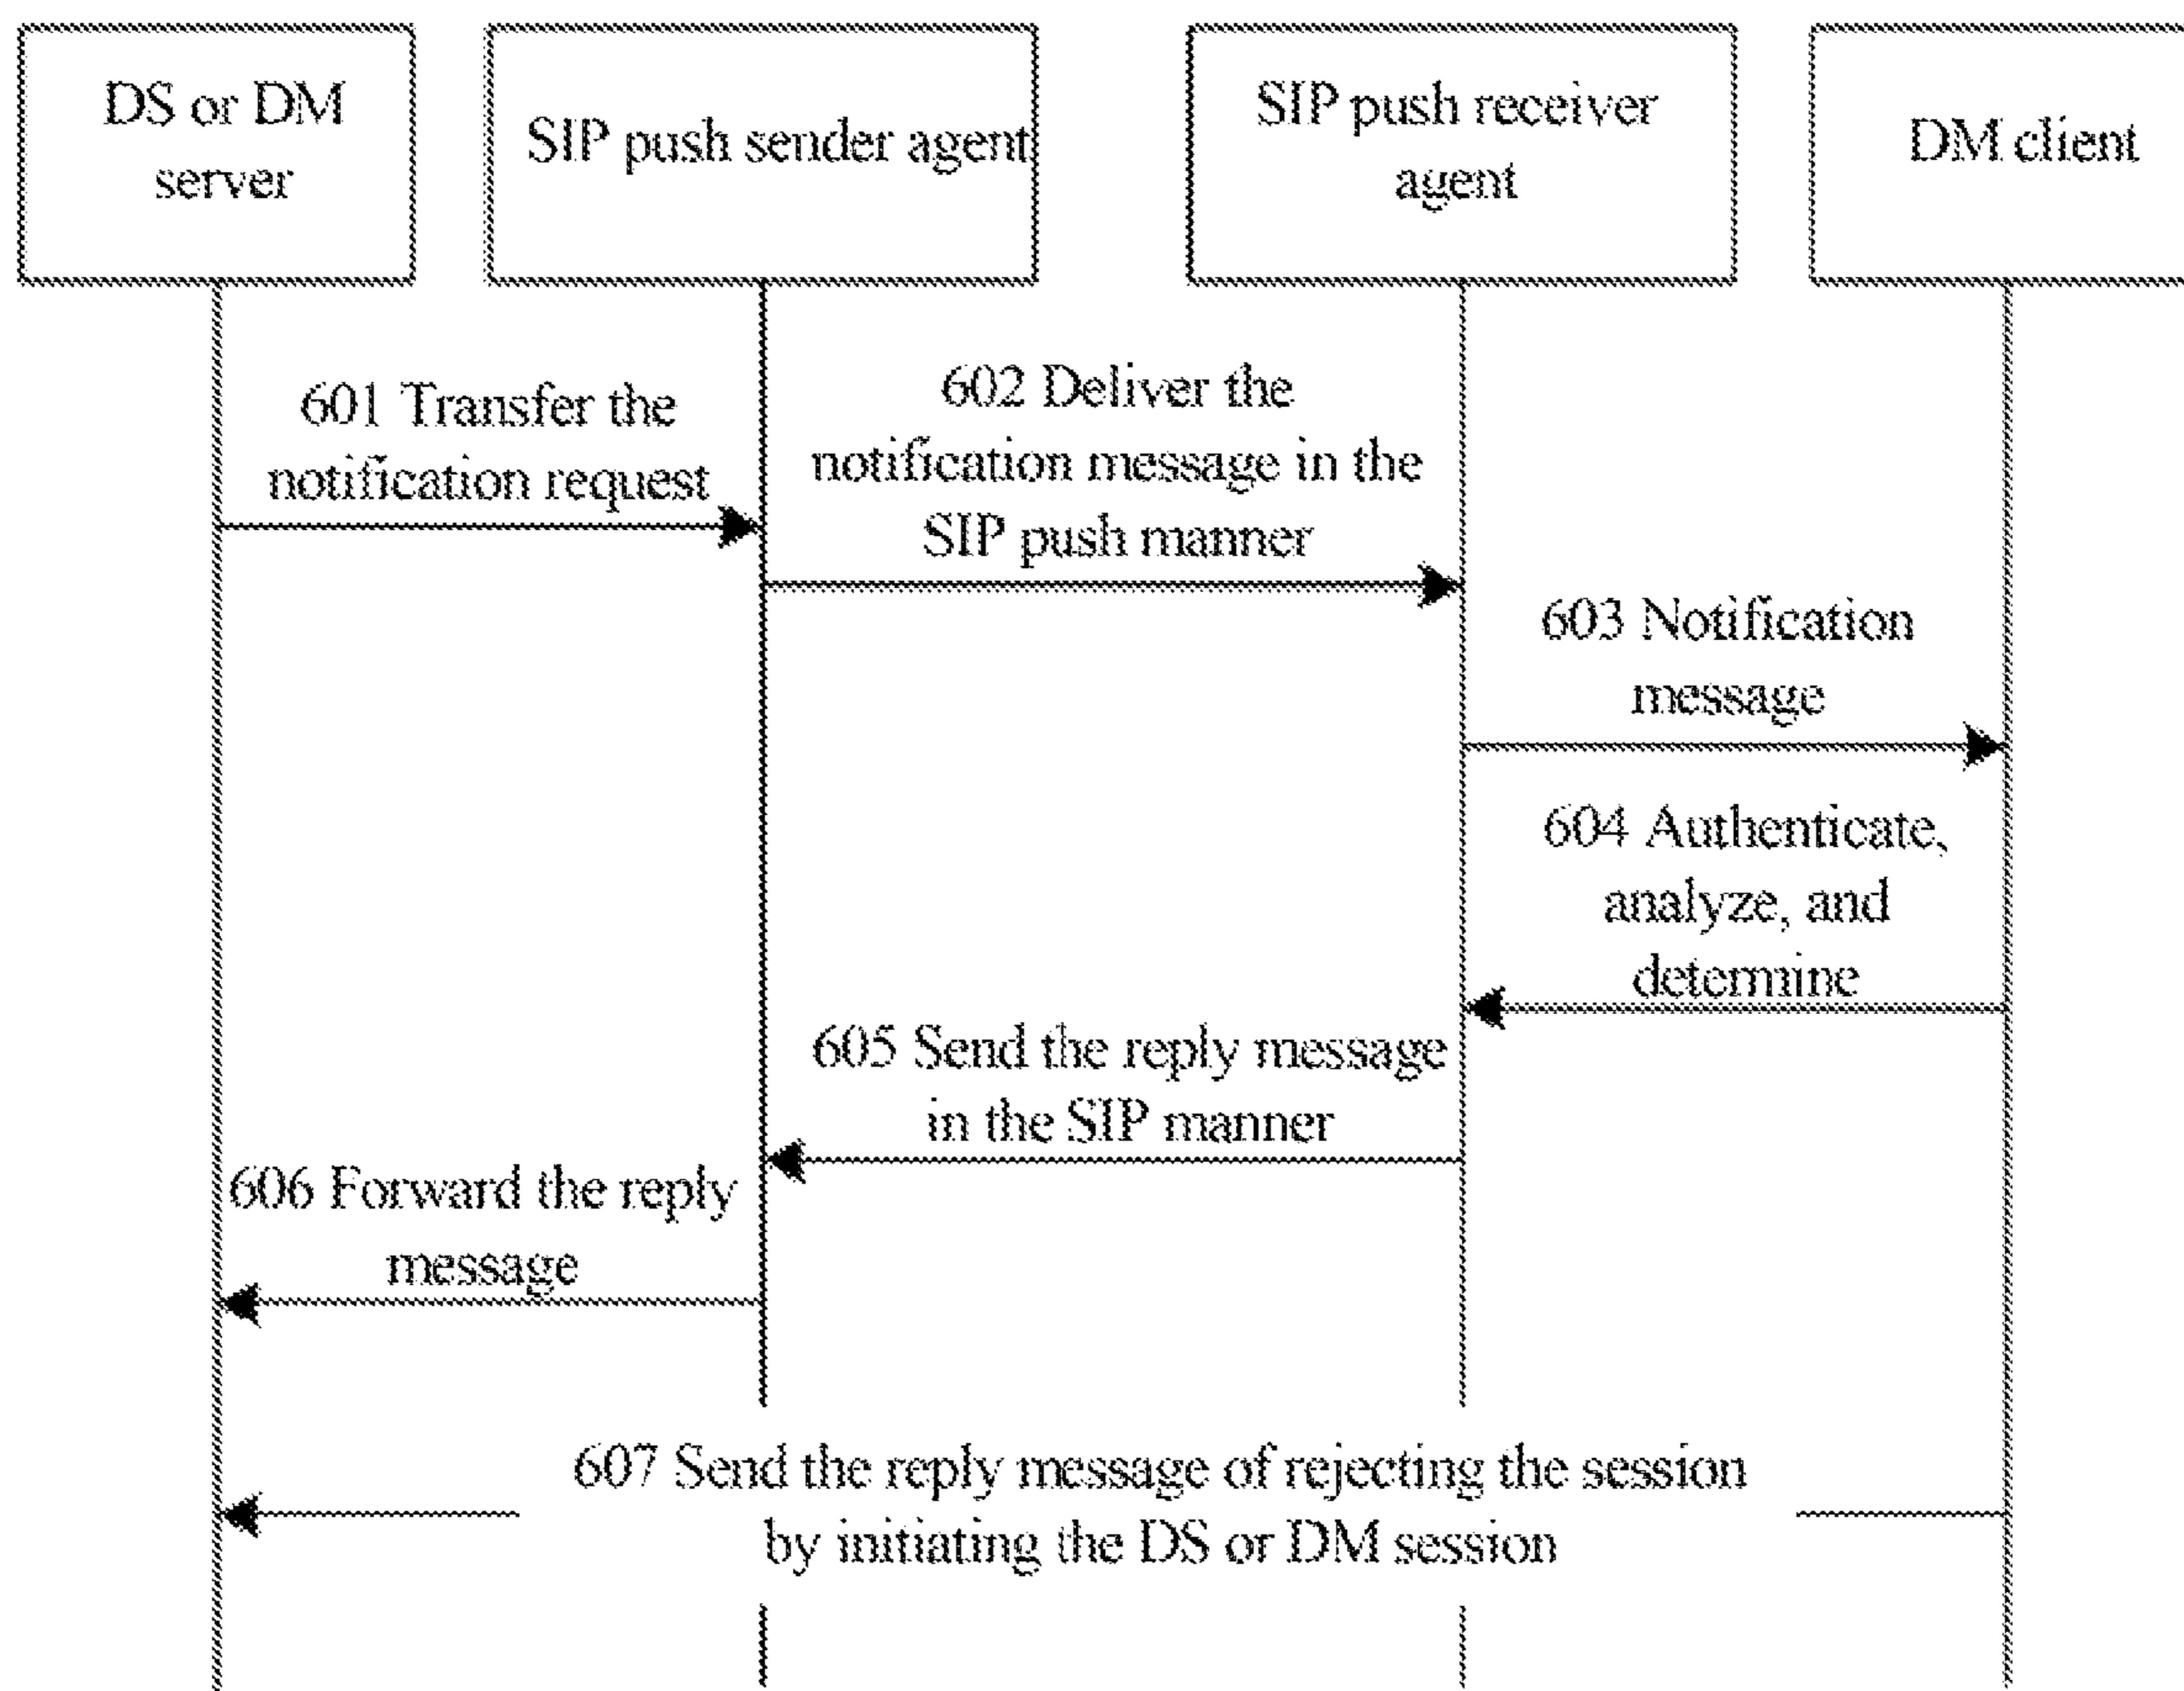 DS or DM
server
SIP push sender agent
SIP push receiver
agent
DM client
601 Transfer the
notification request
602 Deliver the
notification message in the
SIP push manner
603 Notification
message
604 Authenticate,
analyze, and
determine
605 Send the reply message
in the SIP manner
606 Forward the reply
message
607 Send the reply message of rejecting the session
by initiating the DS or DM session